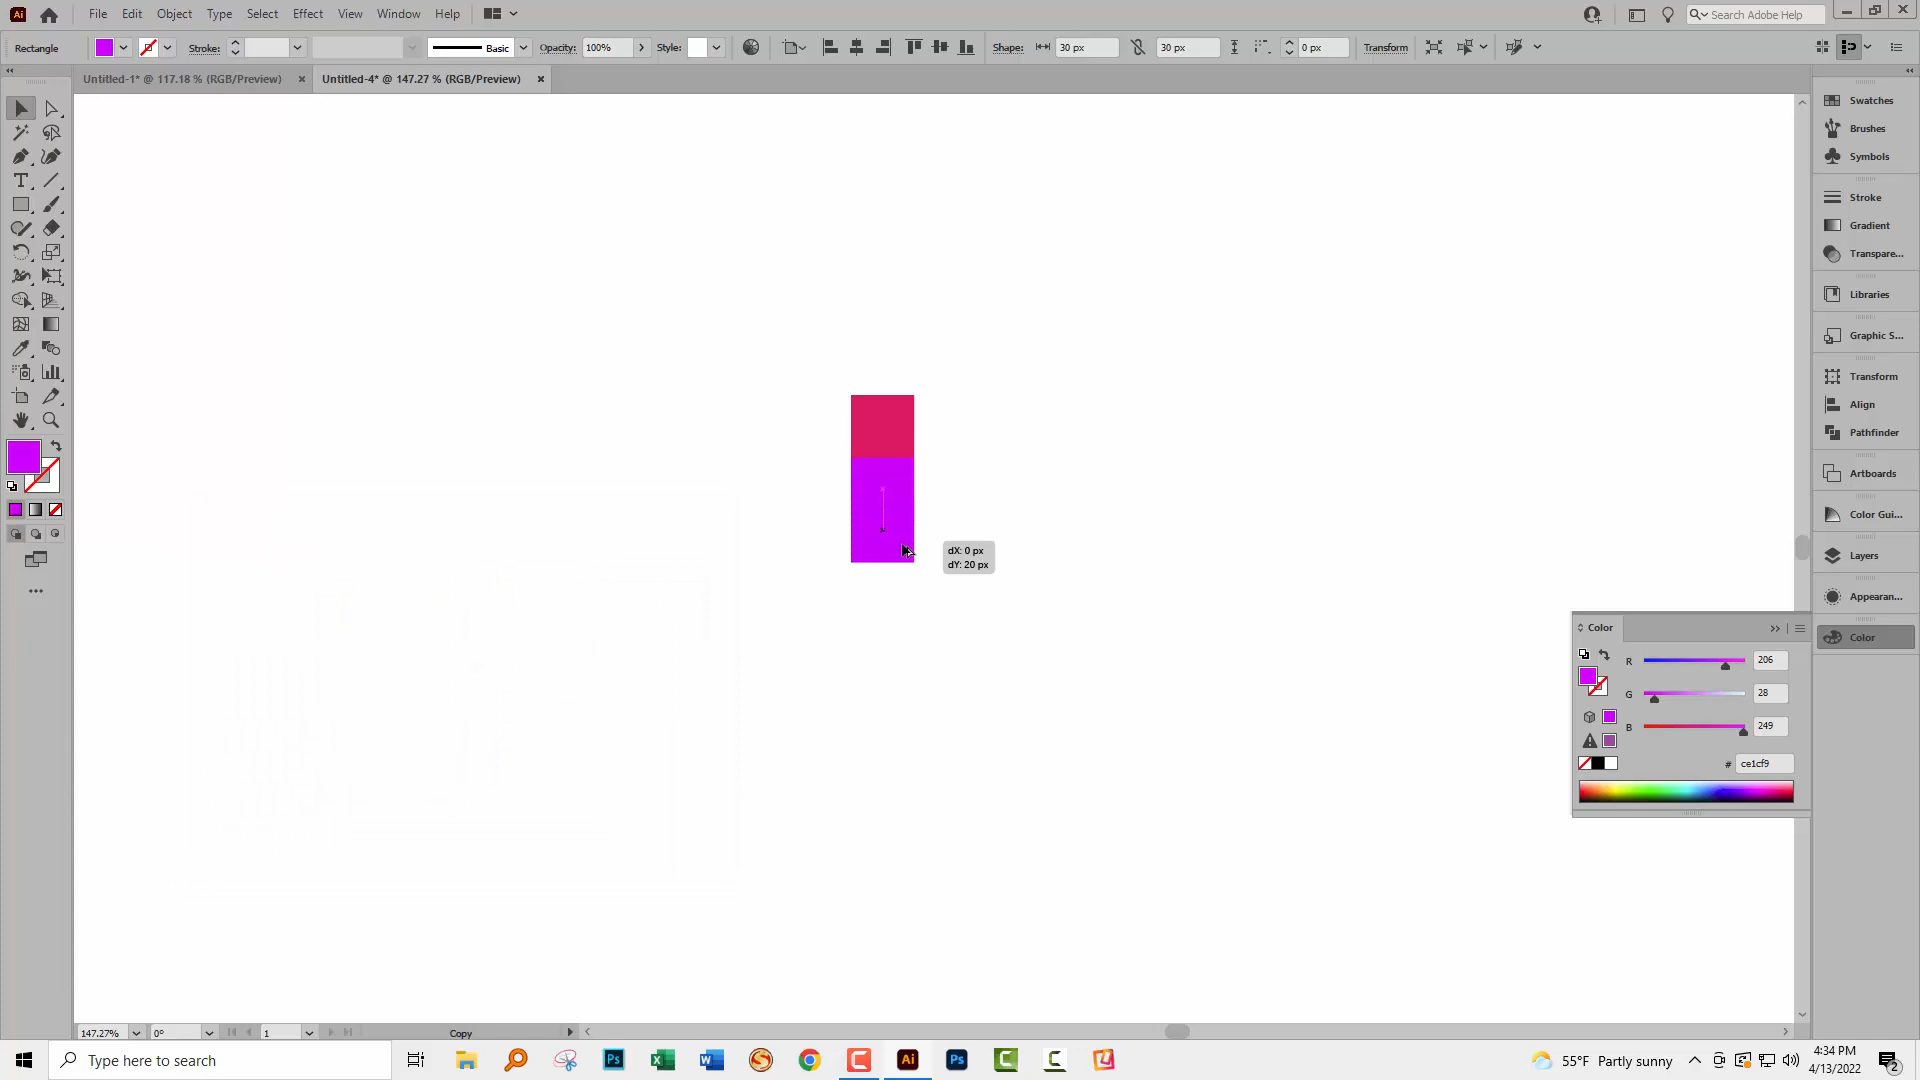 Ai File Edit Object Type Select Effect View Window Help Search Adobe Help
Rectangle Stroke: Basic Opacity: 100% Style: Shape: 30 px 30 px 0 px Transform
Untitled-1* @ 117.18 % (RGB/Preview) × Untitled-4* @ 147.27 % (RGB/Preview) ×
Swatches
Brushes
Symbols
Stroke
Gradient
Transpare...
Libraries
Graphic S...
Transform
Align
Pathfinder
Artboards
Color Gui...
Layers
Appearan...
Color
dX: 0 px
dY: 20 px
Color
R 206
G 28
B 249
# ce1cf9
147.27% 0° 1 Copy
Type here to search Ps Ai Ps 55°F Partly sunny 4:34 PM
4/13/2022 2